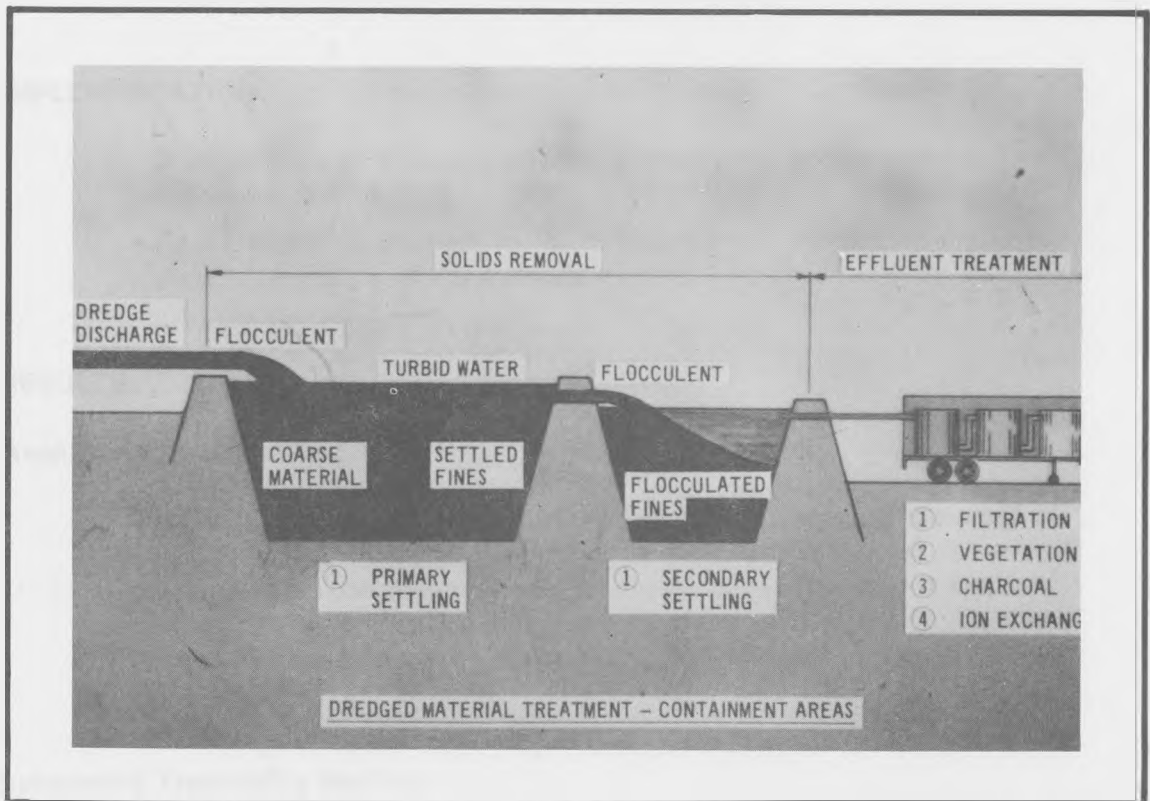 SOLIDS REMOVAL
EFFLUENT TREATMENT
DREDGE
DISCHARGE
FLOCCULENT
TURBID WATER
FLOCCULENT
COARSE
MATERIAL
SETTLED
FINES
FLOCCULATED
FINES
① PRIMARY
SETTLING
① SECONDARY
SETTLING
① FILTRATION
② VEGETATION
③ CHARCOAL
④ ION EXCHANG
DREDGED MATERIAL TREATMENT – CONTAINMENT AREAS